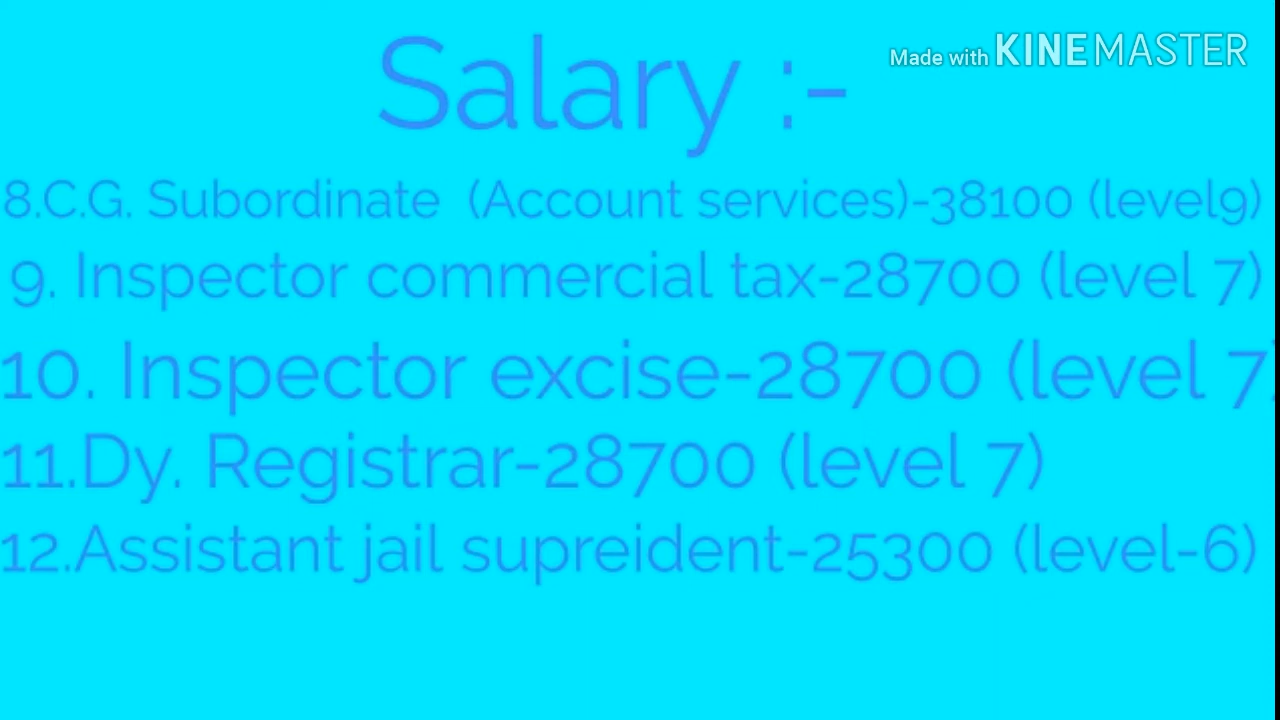 Salary :-
Made with KINEMASTER
8.C.G. Subordinate (Account services)-38100 (level9)
9. Inspector commercial tax-28700 (level 7)
10. Inspector excise-28700 (level 7)
11.Dy. Registrar-28700 (level 7)
12.Assistant jail supreident-25300 (level-6)